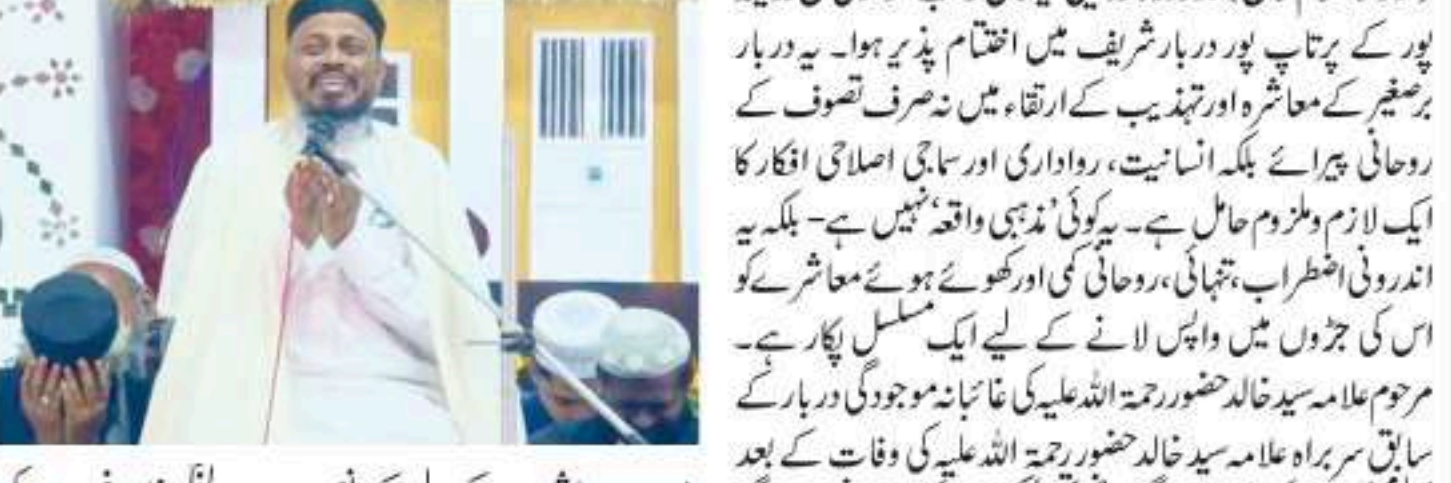 پور کے پرتاپ پور دربار شریف میں اختتام پذیر ہوا۔ یہ دربار
برصغیر کے معاشرہ اور تہذیب کے ارتقاء میں نہ صرف تصوف کے
روحانی پیرائے بلکہ انسانیت، رواداری اور سماجی اصلاحی افکار کا
ایک لازم وملزوم حامل ہے۔ یہ کوئی ’مذہبی واقعہ‘ نہیں ہے – بلکہ یہ
اندرونی اضطراب، تنہائی، روحانی کمی اور کھوئے ہوئے معاشرے کو
اس کی جڑوں میں واپس لانے کے لیے ایک مسلسل پکار ہے۔
مرحوم علامہ سید خالد حضور رحمۃ اللہ علیہ کی غائبانہ موجودگی دربار کے
سابق سربراہ علامہ سید خالد حضور رحمۃ اللہ علیہ کی وفات کے بعد